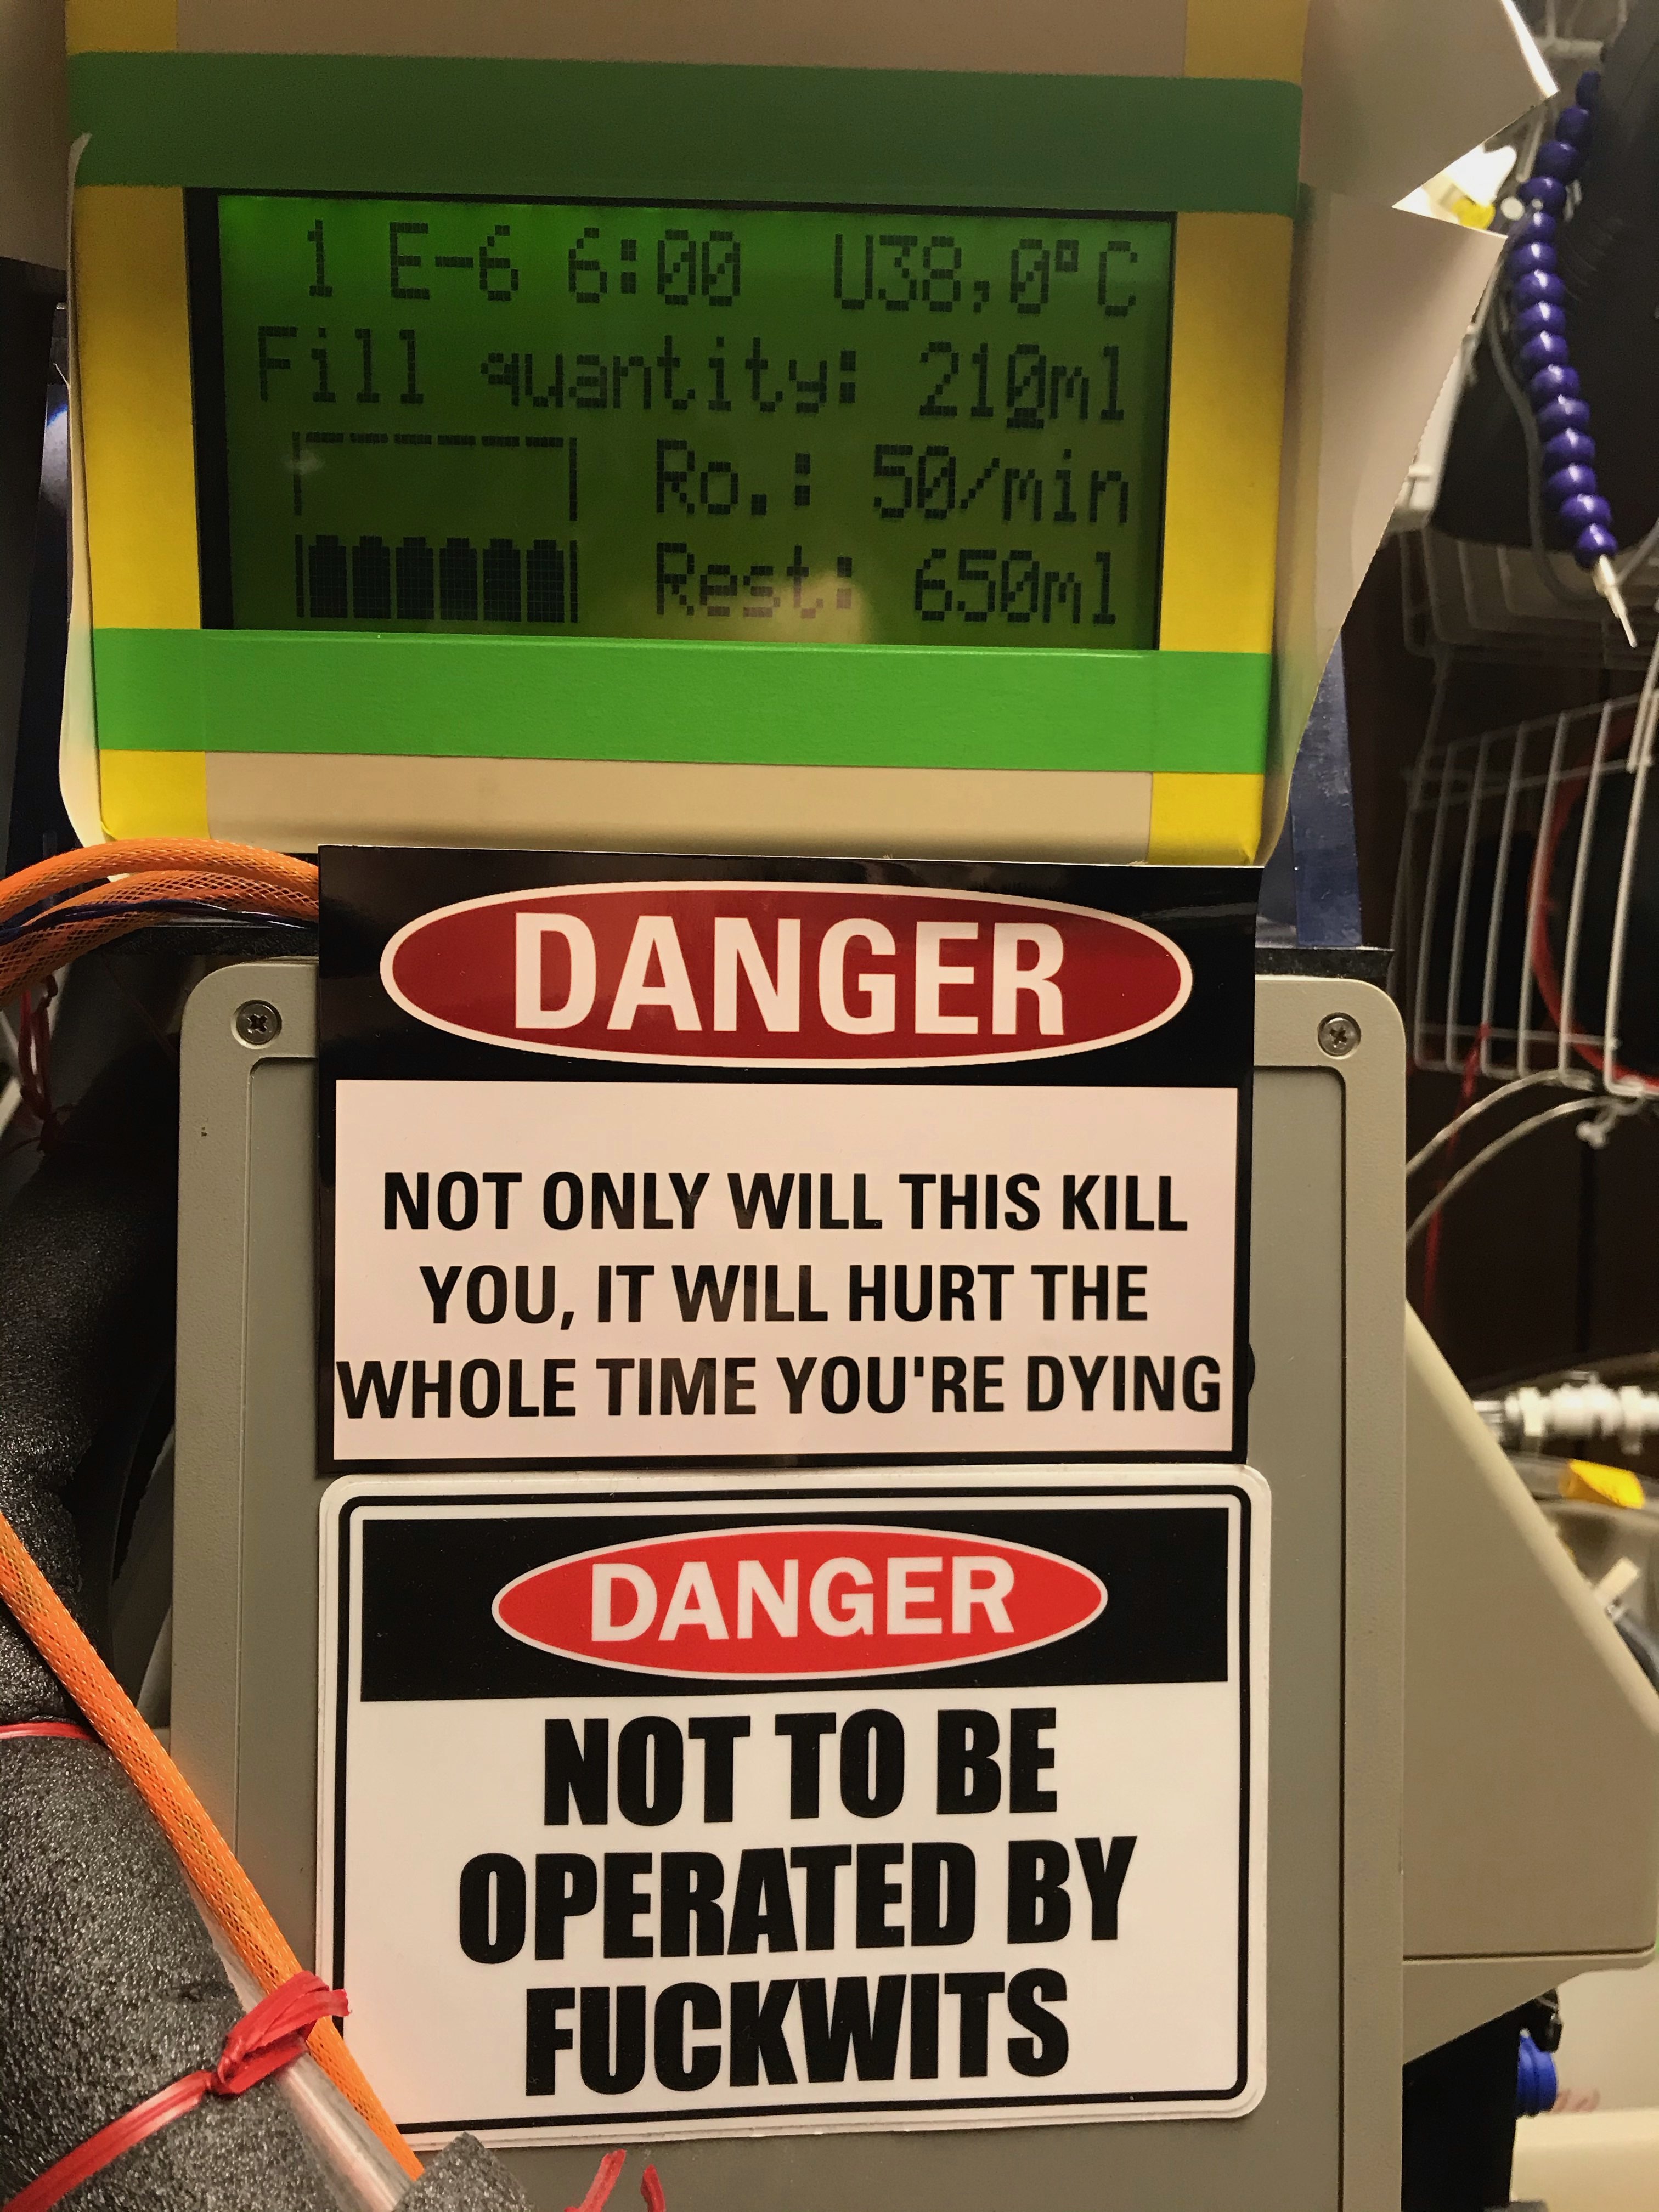 1 E-6 6:00 U38,0°C
Fill quantity: 210ml
Ro.: 50/min
Rest: 650ml
DANGER
NOT ONLY WILL THIS KILL
YOU, IT WILL HURT THE
WHOLE TIME YOU'RE DYING
DANGER
NOT TO BE
OPERATED BY
FUCKWITS